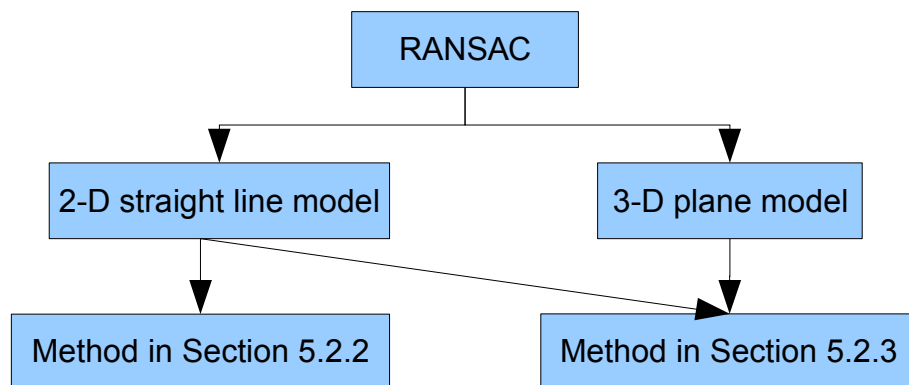 RANSAC
2-D straight line model
3-D plane model
Method in Section 5.2.2
Method in Section 5.2.3